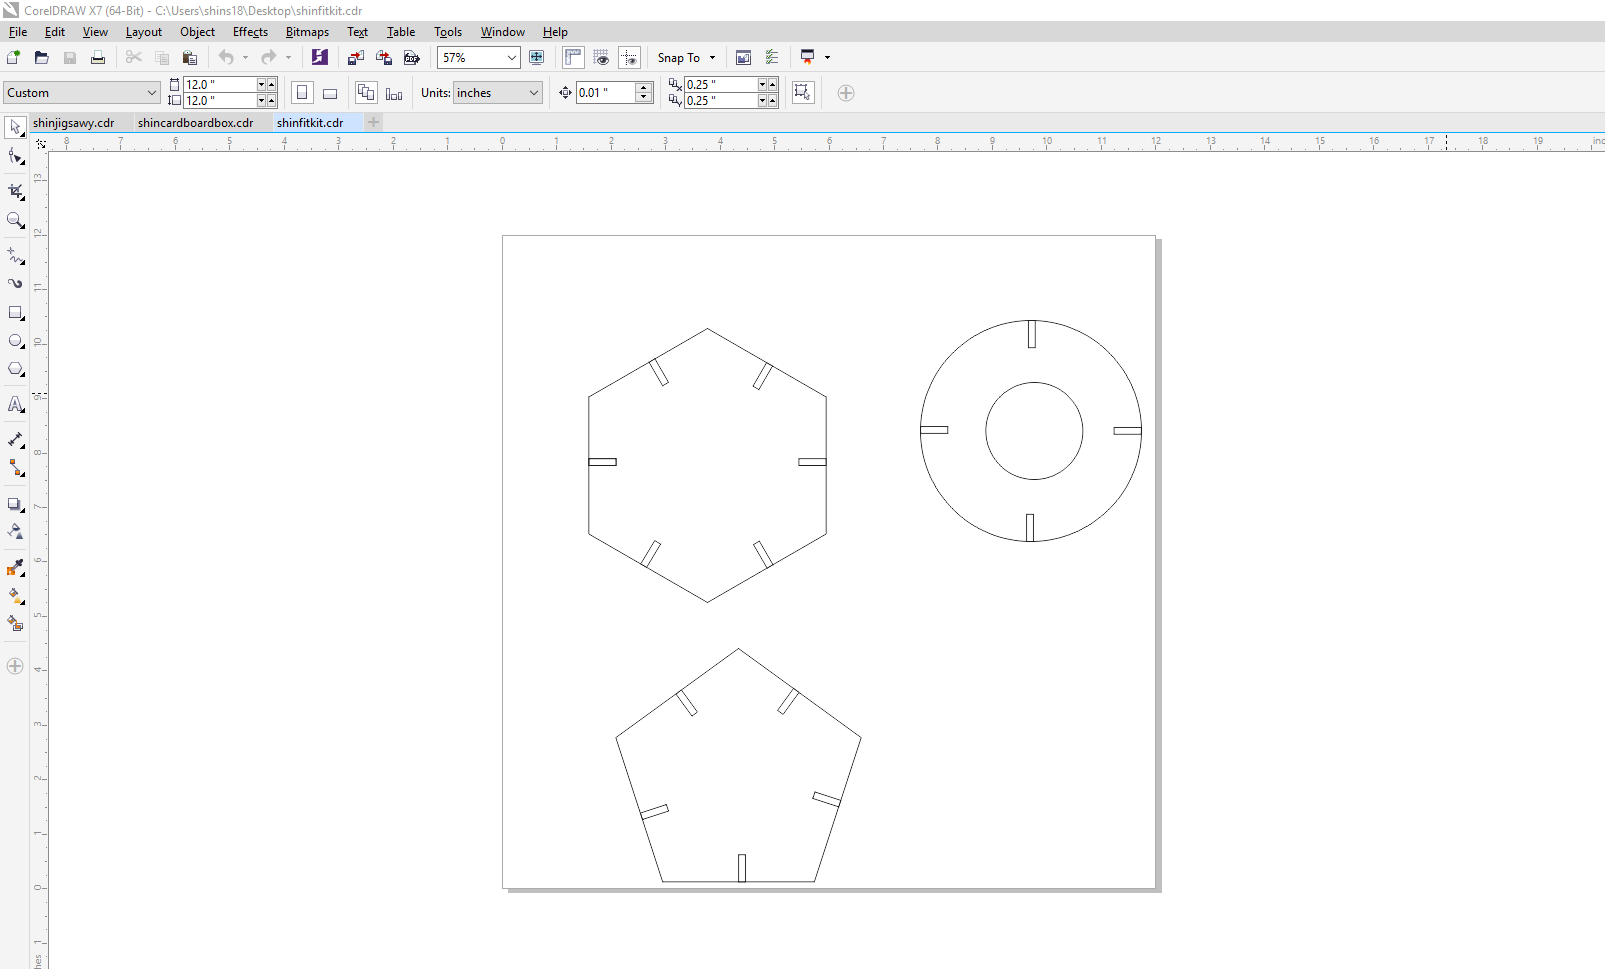 CorelDRAW X7 (64-Bit) - C:\Users\shins18\Desktop\shinfitkit.cdr
File Edit View Layout Object Effects Bitmaps Text Table Tools Window Help
PDF 57% Snap To
Custom 12.0 " 12.0 " Units: inches 0.01 " 0.25 " 0.25 "
shinjigsawy.cdr shincardboardbox.cdr shinfitkit.cdr
8 7 6 5 4 3 2 1 0 1 2 3 4 5 6 7 8 9 10 11 12 13 14 15 16 17 18 19 inc
13
12
11
10
9
8
7
6
5
4
3
2
1
0
1
hes